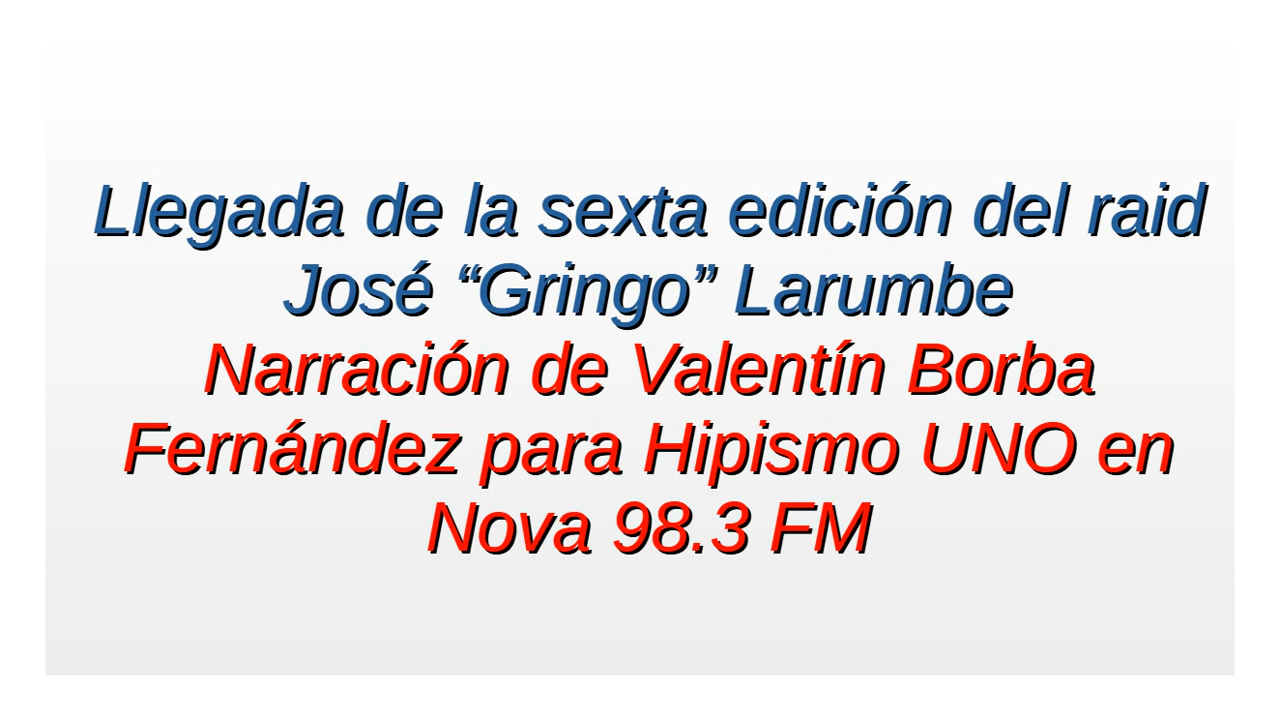 Llegada de la sexta edición del raid
José “Gringo” Larumbe
Narración de Valentín Borba
Fernández para Hipismo UNO en
Nova 98.3 FM